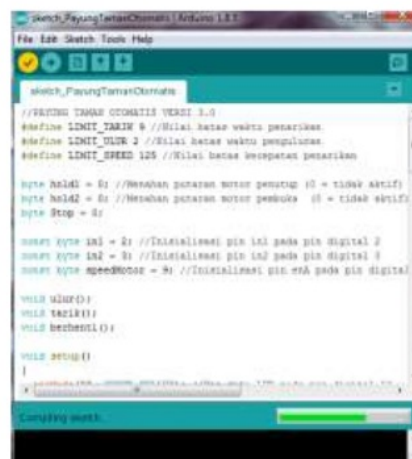 sketch_PayungTamanOtomatis | Arduino 1.8.5
File Edit Sketch Tools Help
sketch_PayungTamanOtomatis
//PAYUNG TAMAN OTOMATIS VERSI 3.0
#define LIMIT_TARIK 9 //Nilai batas waktu penarikan
#define LIMIT_ULUR 2 //Nilai batas waktu penguluran
#define LIMIT_SPEED 125 //Nilai batas kecepatan penarikan
byte hold1 = 0; //Menahan putaran motor penutup (0 = tidak aktif)
byte hold2 = 0; //Menahan putaran motor pembuka (0 = tidak aktif)
byte Stop = 0;
const byte in1 = 2; //Inisialisasi pin in1 pada pin digital 2
const byte in2 = 3; //Inisialisasi pin in2 pada pin digital 3
const byte speedMotor = 9; //Inisialisasi pin enA pada pin digital
void ulur();
void tarik();
void berhenti();
void setup()
{
Compiling sketch...